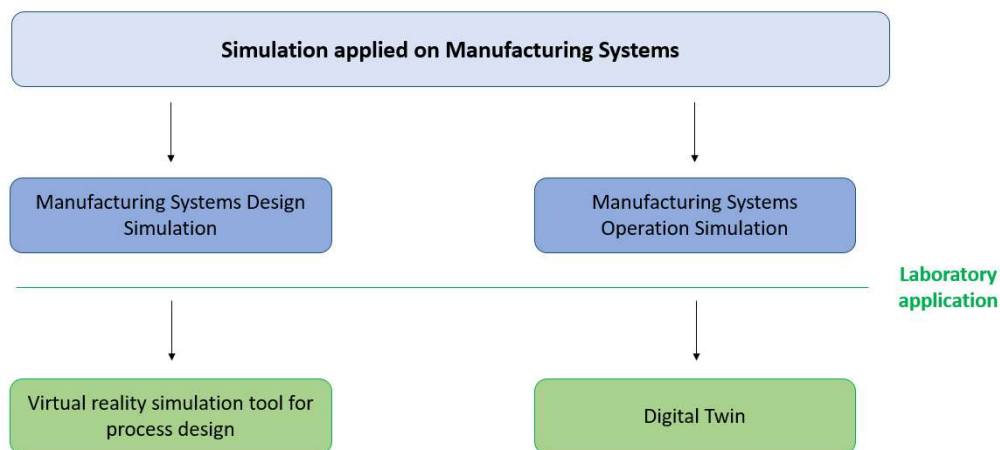 Simulation applied on Manufacturing Systems
Manufacturing Systems Design
Simulation
Manufacturing Systems
Operation Simulation
Laboratory
application
Virtual reality simulation tool for
process design
Digital Twin